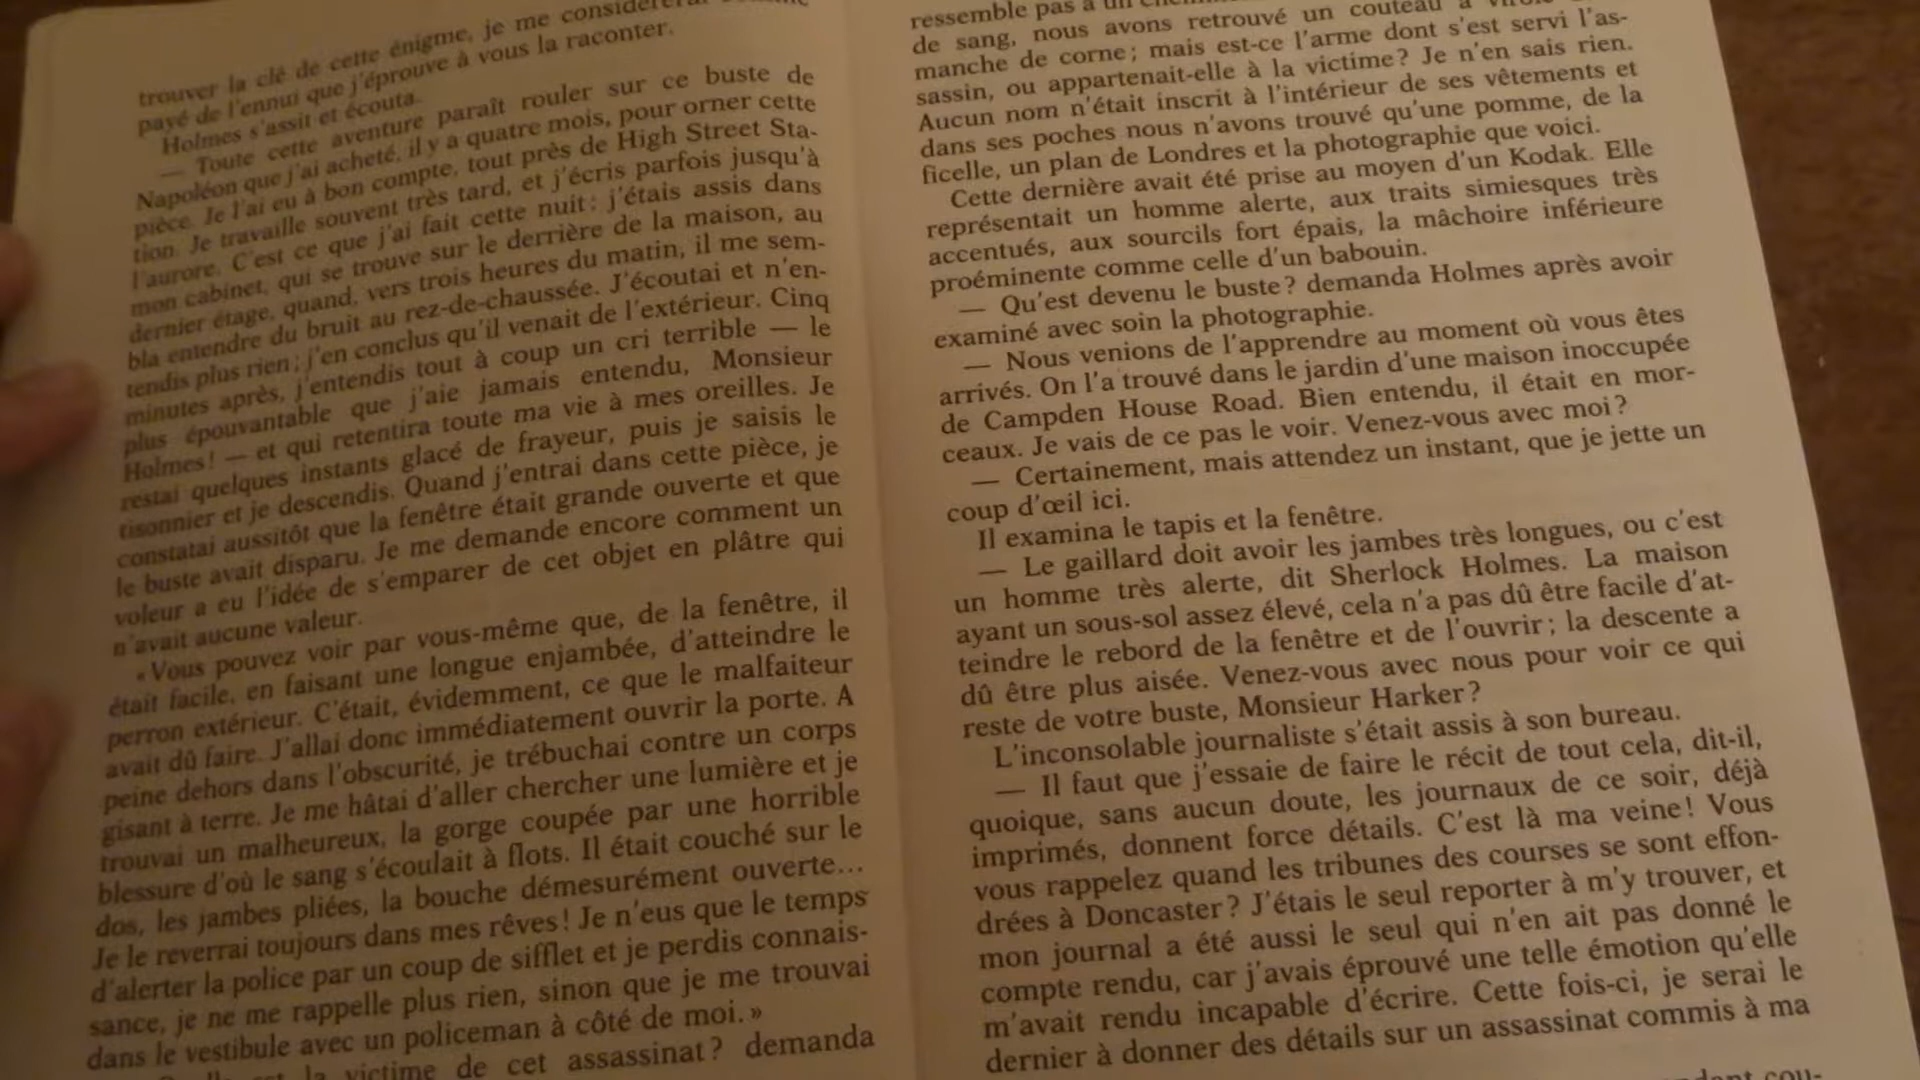 trouver la clé de cette énigme, je me
payé de l'ennui que j'éprouve à vous la raconter.
Holmes s'assit et écouta.
— Toute cette aventure paraît rouler sur ce buste de
Napoléon que j'ai acheté, il y a quatre mois, pour orner cette
pièce. Je l'ai eu à bon compte, tout près de High Street Sta-
tion. Je travaille souvent très tard, et j'écris parfois jusqu'à
l'aurore. C'est ce que j'ai fait cette nuit : j'étais assis dans
mon cabinet, qui se trouve sur le derrière de la maison, au
dernier étage, quand, vers trois heures du matin, il me sem-
bla entendre du bruit au rez-de-chaussée. J'écoutai et n'en-
tendis plus rien ; j'en conclus qu'il venait de l'extérieur. Cinq
minutes après, j'entendis tout à coup un cri terrible — le
plus épouvantable que j'aie jamais entendu, Monsieur
Holmes ! — et qui retentira toute ma vie à mes oreilles. Je
restai quelques instants glacé de frayeur, puis je saisis le
tisonnier et je descendis. Quand j'entrai dans cette pièce, je
constatai aussitôt que la fenêtre était grande ouverte et que
le buste avait disparu. Je me demande encore comment un
voleur a eu l'idée de s'emparer de cet objet en plâtre qui
n'avait aucune valeur.
« Vous pouvez voir par vous-même que, de la fenêtre, il
était facile, en faisant une longue enjambée, d'atteindre le
perron extérieur. C'était, évidemment, ce que le malfaiteur
avait dû faire. J'allai donc immédiatement ouvrir la porte. A
peine dehors dans l'obscurité, je trébuchai contre un corps
gisant à terre. Je me hâtai d'aller chercher une lumière et je
trouvai un malheureux, la gorge coupée par une horrible
blessure d'où le sang s'écoulait à flots. Il était couché sur le
dos, les jambes pliées, la bouche démesurément ouverte...
Je le reverrai toujours dans mes rêves ! Je n'eus que le temps
d'alerter la police par un coup de sifflet et je perdis connais-
sance, je ne me rappelle plus rien, sinon que je me trouvai
dans le vestibule avec un policeman à côté de moi. »
la victime de cet assassinat ? demanda
ressemble pas à un
de sang, nous avons retrouvé un couteau à
manche de corne ; mais est-ce l'arme dont s'est servi l'as-
sassin, ou appartenait-elle à la victime ? Je n'en sais rien.
Aucun nom n'était inscrit à l'intérieur de ses vêtements et
dans ses poches nous n'avons trouvé qu'une pomme, de la
ficelle, un plan de Londres et la photographie que voici.
Cette dernière avait été prise au moyen d'un Kodak. Elle
représentait un homme alerte, aux traits simiesques très
accentués, aux sourcils fort épais, la mâchoire inférieure
proéminente comme celle d'un babouin.
— Qu'est devenu le buste ? demanda Holmes après avoir
examiné avec soin la photographie.
— Nous venions de l'apprendre au moment où vous êtes
arrivés. On l'a trouvé dans le jardin d'une maison inoccupée
de Campden House Road. Bien entendu, il était en mor-
ceaux. Je vais de ce pas le voir. Venez-vous avec moi ?
— Certainement, mais attendez un instant, que je jette un
coup d'œil ici.
Il examina le tapis et la fenêtre.
— Le gaillard doit avoir les jambes très longues, ou c'est
un homme très alerte, dit Sherlock Holmes. La maison
ayant un sous-sol assez élevé, cela n'a pas dû être facile d'at-
teindre le rebord de la fenêtre et de l'ouvrir ; la descente a
dû être plus aisée. Venez-vous avec nous pour voir ce qui
reste de votre buste, Monsieur Harker ?
L'inconsolable journaliste s'était assis à son bureau.
— Il faut que j'essaie de faire le récit de tout cela, dit-il,
quoique, sans aucun doute, les journaux de ce soir, déjà
imprimés, donnent force détails. C'est là ma veine ! Vous
vous rappelez quand les tribunes des courses se sont effon-
drées à Doncaster ? J'étais le seul reporter à m'y trouver, et
mon journal a été aussi le seul qui n'en ait pas donné le
compte rendu, car j'avais éprouvé une telle émotion qu'elle
m'avait rendu incapable d'écrire. Cette fois-ci, je serai le
dernier à donner des détails sur un assassinat commis à ma